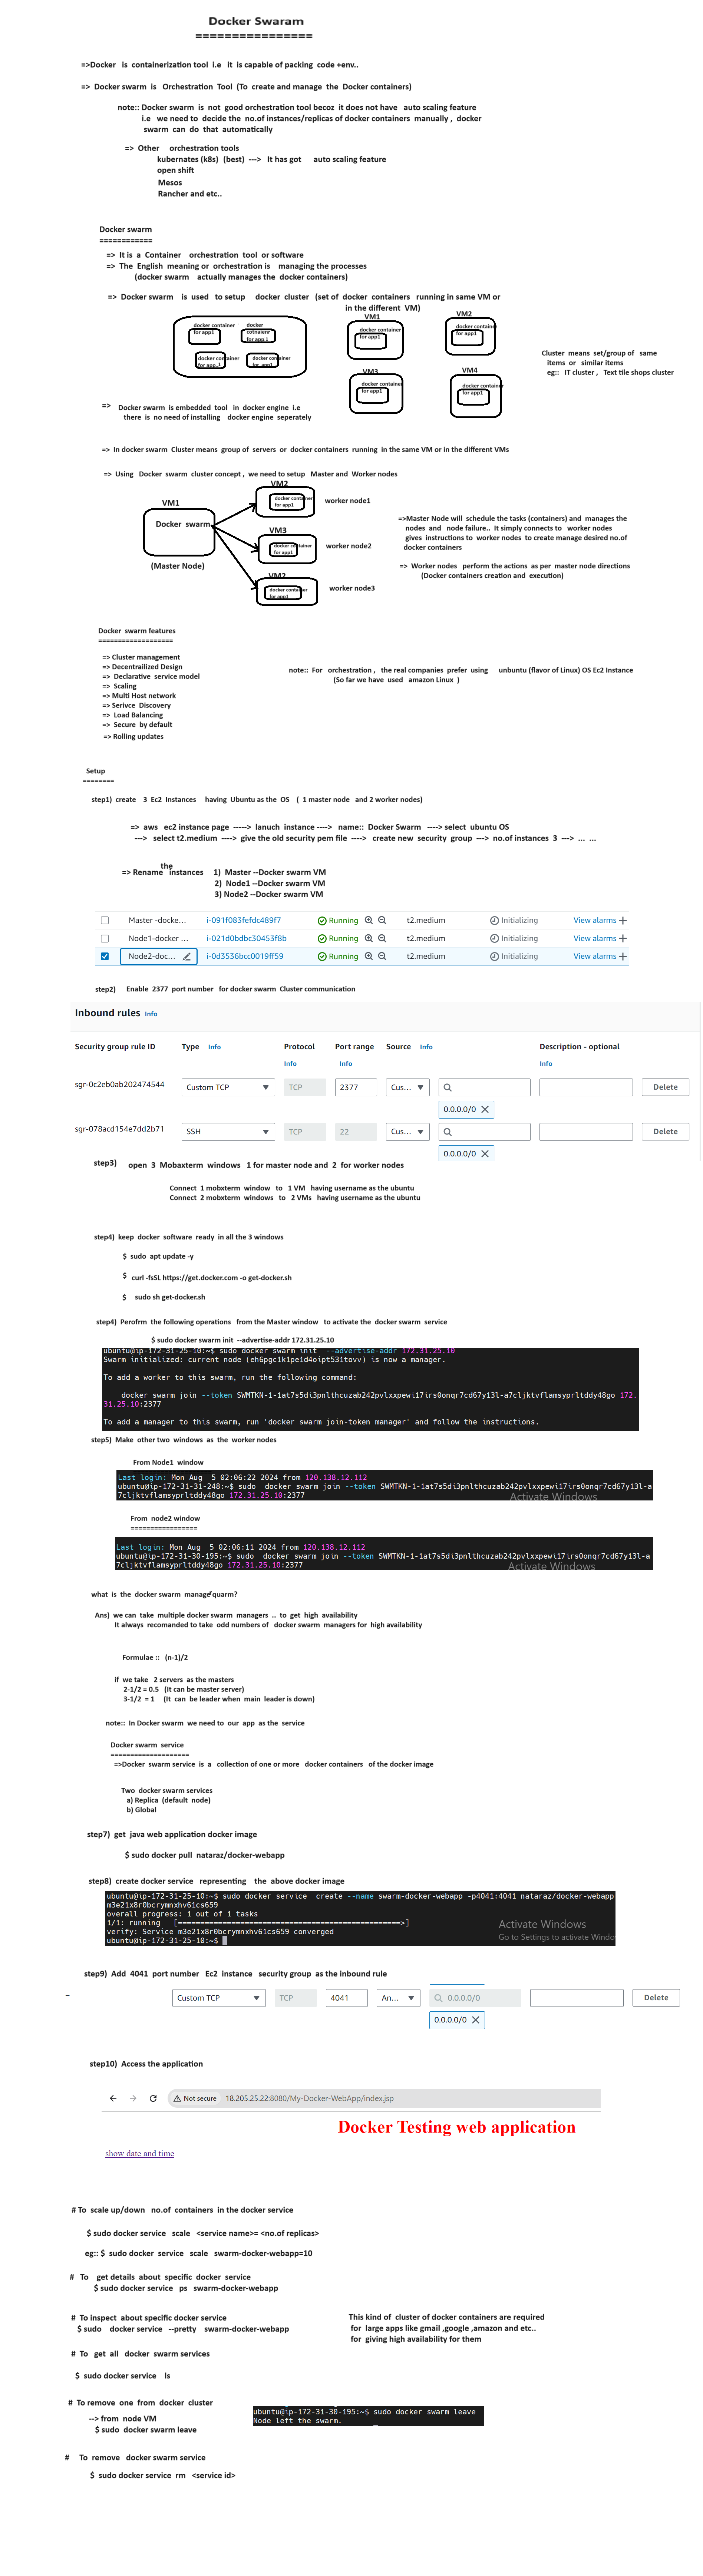 Docker Swaram
================
=>Docker is containerization tool i.e it is capable of packing code +env..
=> Docker swarm is Orchestration Tool (To create and manage the Docker containers)
note:: Docker swarm is not good orchestration tool becoz it does not have auto scaling feature
i.e we need to decide the no.of instances/replicas of docker containers manually , docker
swarm can do that automatically
=> Other orchestration tools
kubernates (k8s) (best) ---> It has got auto scaling feature
open shift
Mesos
Rancher and etc..
Docker swarm
============
=> It is a Container orchestration tool or software
=> The English meaning or orchestration is managing the processes
(docker swarm actually manages the docker containers)
=> Docker swarm is used to setup docker cluster (set of docker containers running in same VM or
in the different VM)
VM1
VM2
docker container
for app1
docker
cotnaienr
for app.1
docker container
for app.1
docker container
for app1
docker container
for app1
docker container
for app1
VM3
VM4
docker container
for app1
docker container
for app1
Cluster means set/group of same
items or similar items
eg:: IT cluster , Text tile shops cluster
=> Docker swarm is embedded tool in docker engine i.e
there is no need of installing docker engine seperately
=> In docker swarm Cluster means group of servers or docker containers running in the same VM or in the different VMs
=> Using Docker swarm cluster concept , we need to setup Master and Worker nodes
VM1
Docker swarm
(Master Node)
VM2
docker container
for app1
worker node1
VM3
docker container
for app1
worker node2
VM2
docker container
for app1
worker node3
=>Master Node will schedule the tasks (containers) and manages the
nodes and node failure.. It simply connects to worker nodes
gives instructions to worker nodes to create manage desired no.of
docker containers
=> Worker nodes perform the actions as per master node directions
(Docker containers creation and execution)
Docker swarm features
===================
=> Cluster management
=> Decentrailized Design
=> Declarative service model
=> Scaling
=> Multi Host network
=> Serivce Discovery
=> Load Balancing
=> Secure by default
=> Rolling updates
note:: For orchestration , the real companies prefer using unbuntu (flavor of Linux) OS Ec2 Instance
(So far we have used amazon Linux )
Setup
========
step1) create 3 Ec2 Instances having Ubuntu as the OS ( 1 master node and 2 worker nodes)
=> aws ec2 instance page -----> lanuch instance ----> name:: Docker Swarm ----> select ubuntu OS
---> select t2.medium ----> give the old security pem file ----> create new security group ---> no.of instances 3 ---> ... ...
the
=> Rename instances 1) Master --Docker swarm VM
2) Node1 --Docker swarm VM
3) Node2 --Docker swarm VM
Master -docke... i-091f083fefdc489f7 Running t2.medium Initializing View alarms +
Node1-docker ... i-021d0bdbc30453f8b Running t2.medium Initializing View alarms +
Node2-doc... i-0d3536bcc0019ff59 Running t2.medium Initializing View alarms +
step2) Enable 2377 port number for docker swarm Cluster communication
Inbound rules Info
Security group rule ID Type Info Protocol Port range Source Info Description - optional
Info Info Info
sgr-0c2eb0ab202474544 Custom TCP TCP 2377 Cus... Delete
0.0.0.0/0
sgr-078acd154e7dd2b71 SSH TCP 22 Cus... Delete
0.0.0.0/0
step3) open 3 Mobaxterm windows 1 for master node and 2 for worker nodes
Connect 1 mobxterm window to 1 VM having username as the ubuntu
Connect 2 mobxterm windows to 2 VMs having username as the ubuntu
step4) keep docker software ready in all the 3 windows
$ sudo apt update -y
$ curl -fsSL https://get.docker.com -o get-docker.sh
$ sudo sh get-docker.sh
step4) Perofrm the following operations from the Master window to activate the docker swarm service
$ sudo docker swarm init --advertise-addr 172.31.25.10
ubuntu@ip-172-31-25-10:~$ sudo docker swarm init --advertise-addr 172.31.25.10
Swarm initialized: current node (eh6pgc1k1pe1d4oipt531tovv) is now a manager.
To add a worker to this swarm, run the following command:
docker swarm join --token SWMTKN-1-1at7s5di3pnlthcuzab242pvlxxpewi17irs0onqr7cd67y13l-a7cljktvflamsyprltddy48go 172.
31.25.10:2377
To add a manager to this swarm, run 'docker swarm join-token manager' and follow the instructions.
step5) Make other two windows as the worker nodes
From Node1 window
Last login: Mon Aug 5 02:06:22 2024 from 120.138.12.112
ubuntu@ip-172-31-31-248:~$ sudo docker swarm join --token SWMTKN-1-1at7s5di3pnlthcuzab242pvlxxpewi17irs0onqr7cd67y13l-a
7cljktvflamsyprltddy48go 172.31.25.10:2377
Activate Windows
From node2 window
=================
Last login: Mon Aug 5 02:06:11 2024 from 120.138.12.112
ubuntu@ip-172-31-30-195:~$ sudo docker swarm join --token SWMTKN-1-1at7s5di3pnlthcuzab242pvlxxpewi17irs0onqr7cd67y13l-a
7cljktvflamsyprltddy48go 172.31.25.10:2377
Activate Windows
what is the docker swarm manage quarm?
Ans) we can take multiple docker swarm managers .. to get high availability
It always recomanded to take odd numbers of docker swarm managers for high availability
Formulae :: (n-1)/2
if we take 2 servers as the masters
2-1/2 = 0.5 (It can be master server)
3-1/2 = 1 (It can be leader when main leader is down)
note:: In Docker swarm we need to our app as the service
Docker swarm service
====================
=>Docker swarm service is a collection of one or more docker containers of the docker image
Two docker swarm services
a) Replica (default node)
b) Global
step7) get java web application docker image
$ sudo docker pull nataraz/docker-webapp
step8) create docker service representing the above docker image
ubuntu@ip-172-31-25-10:~$ sudo docker service create --name swarm-docker-webapp -p4041:4041 nataraz/docker-webapp
m3e21x8r0bcrymnxhv61cs659
overall progress: 1 out of 1 tasks
1/1: running [==================================================>]
verify: Service m3e21x8r0bcrymnxhv61cs659 converged
ubuntu@ip-172-31-25-10:~$
Activate Windows
Go to Settings to activate Windo
step9) Add 4041 port number Ec2 instance security group as the inbound rule
Custom TCP TCP 4041 An... 0.0.0.0/0 Delete
0.0.0.0/0
step10) Access the application
Not secure 18.205.25.22:8080/My-Docker-WebApp/index.jsp
Docker Testing web application
show date and time
# To scale up/down no.of containers in the docker service
$ sudo docker service scale <service name>= <no.of replicas>
eg:: $ sudo docker service scale swarm-docker-webapp=10
# To get details about specific docker service
$ sudo docker service ps swarm-docker-webapp
# To inspect about specific docker service
$ sudo docker service --pretty swarm-docker-webapp
This kind of cluster of docker containers are required
for large apps like gmail ,google ,amazon and etc..
for giving high availability for them
# To get all docker swarm services
$ sudo docker service ls
# To remove one from docker cluster
--> from node VM
$ sudo docker swarm leave
ubuntu@ip-172-31-30-195:~$ sudo docker swarm leave
Node left the swarm.
# To remove docker swarm service
$ sudo docker service rm <service id>